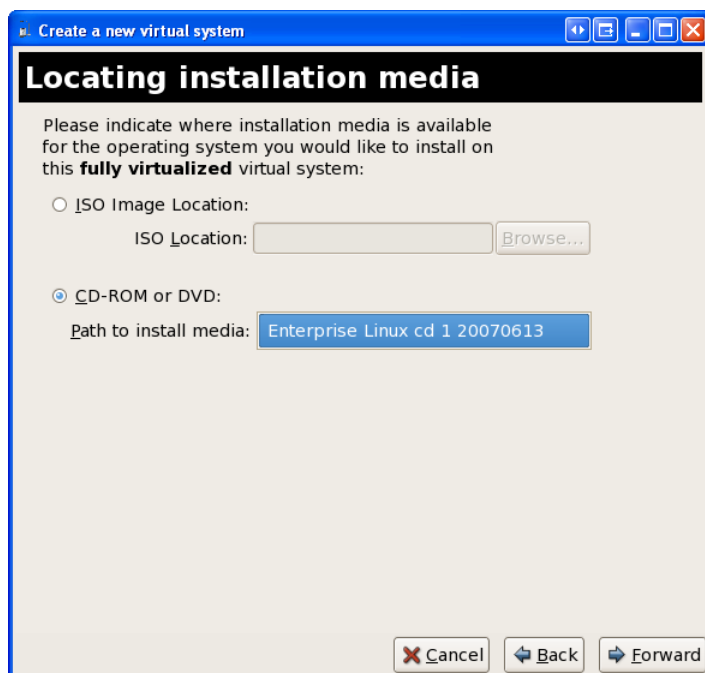 Create a new virtual system
Locating installation media
Please indicate where installation media is available
for the operating system you would like to install on
this fully virtualized virtual system:
ISO Image Location:
ISO Location: Browse...
CD-ROM or DVD:
Path to install media: Enterprise Linux cd 1 20070613
Cancel Back Forward